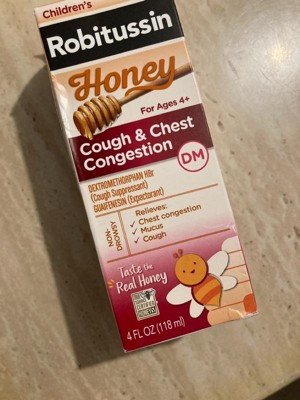 Children's
Robitussin
Honey
For Ages 4+
Cough & Chest
Congestion
DM
DEXTROMETHORPHAN HBr
(Cough Suppressant)
GUAIFENESIN (Expectorant)
NON-
DROWSY
Relieves:
✓ Chest congestion
✓ Mucus
✓ Cough
Taste the
Real Honey
4 FL OZ (118 ml)